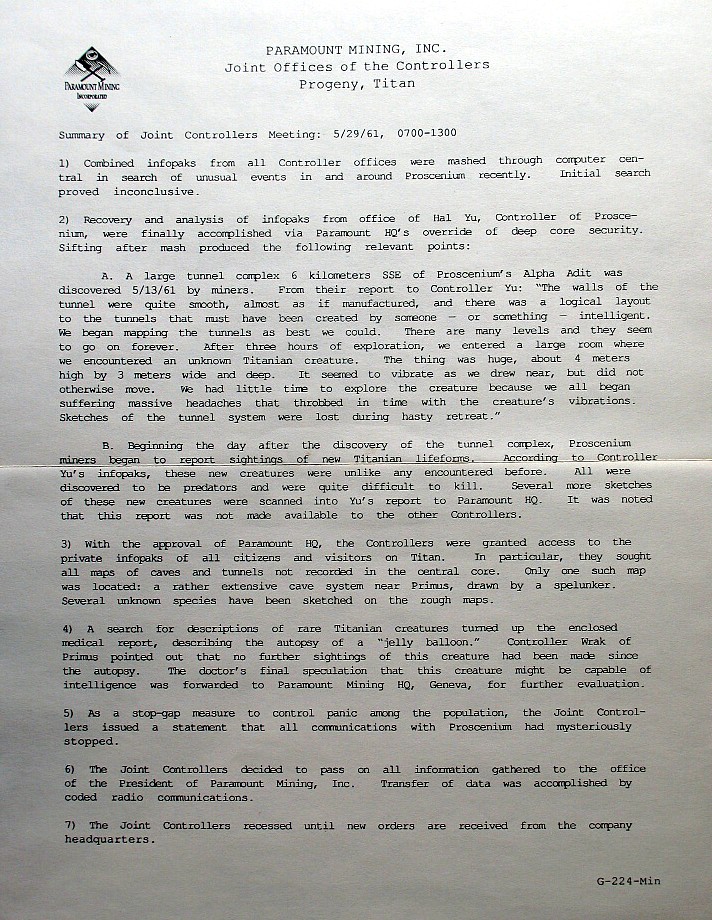 PARAMOUNT MINING, INC.
Joint Offices of the Controllers
Progeny, Titan
PARAMOUNT MINING
INCORPORATED
Summary of Joint Controllers Meeting: 5/29/61, 0700-1300
1) Combined infopaks from all Controller offices were mashed through computer cen-
tral in search of unusual events in and around Proscenium recently. Initial search
proved inconclusive.
2) Recovery and analysis of infopaks from office of Hal Yu, Controller of Prosce-
nium, were finally accomplished via Paramount HQ's override of deep core security.
Sifting after mash produced the following relevant points:
A. A large tunnel complex 6 kilometers SSE of Proscenium's Alpha Adit was
discovered 5/13/61 by miners. From their report to Controller Yu: "The walls of the
tunnel were quite smooth, almost as if manufactured, and there was a logical layout
to the tunnels that must have been created by someone — or something — intelligent.
We began mapping the tunnels as best we could. There are many levels and they seem
to go on forever. After three hours of exploration, we entered a large room where
we encountered an unknown Titanian creature. The thing was huge, about 4 meters
high by 3 meters wide and deep. It seemed to vibrate as we drew near, but did not
otherwise move. We had little time to explore the creature because we all began
suffering massive headaches that throbbed in time with the creature's vibrations.
Sketches of the tunnel system were lost during hasty retreat."
B. Beginning the day after the discovery of the tunnel complex, Proscenium
miners began to report sightings of new Titanian lifeforms. According to Controller
Yu's infopaks, these new creatures were unlike any encountered before. All were
discovered to be predators and were quite difficult to kill. Several more sketches
of these new creatures were scanned into Yu's report to Paramount HQ. It was noted
that this report was not made available to the other Controllers.
3) With the approval of Paramount HQ, the Controllers were granted access to the
private infopaks of all citizens and visitors on Titan. In particular, they sought
all maps of caves and tunnels not recorded in the central core. Only one such map
was located: a rather extensive cave system near Primus, drawn by a spelunker.
Several unknown species have been sketched on the rough maps.
4) A search for descriptions of rare Titanian creatures turned up the enclosed
medical report, describing the autopsy of a "jelly balloon." Controller Wrak of
Primus pointed out that no further sightings of this creature had been made since
the autopsy. The doctor's final speculation that this creature might be capable of
intelligence was forwarded to Paramount Mining HQ, Geneva, for further evaluation.
5) As a stop-gap measure to control panic among the population, the Joint Control-
lers issued a statement that all communications with Proscenium had mysteriously
stopped.
6) The Joint Controllers decided to pass on all information gathered to the office
of the President of Paramount Mining, Inc. Transfer of data was accomplished by
coded radio communications.
7) The Joint Controllers recessed until new orders are received from the company
headquarters.
G-224-Min